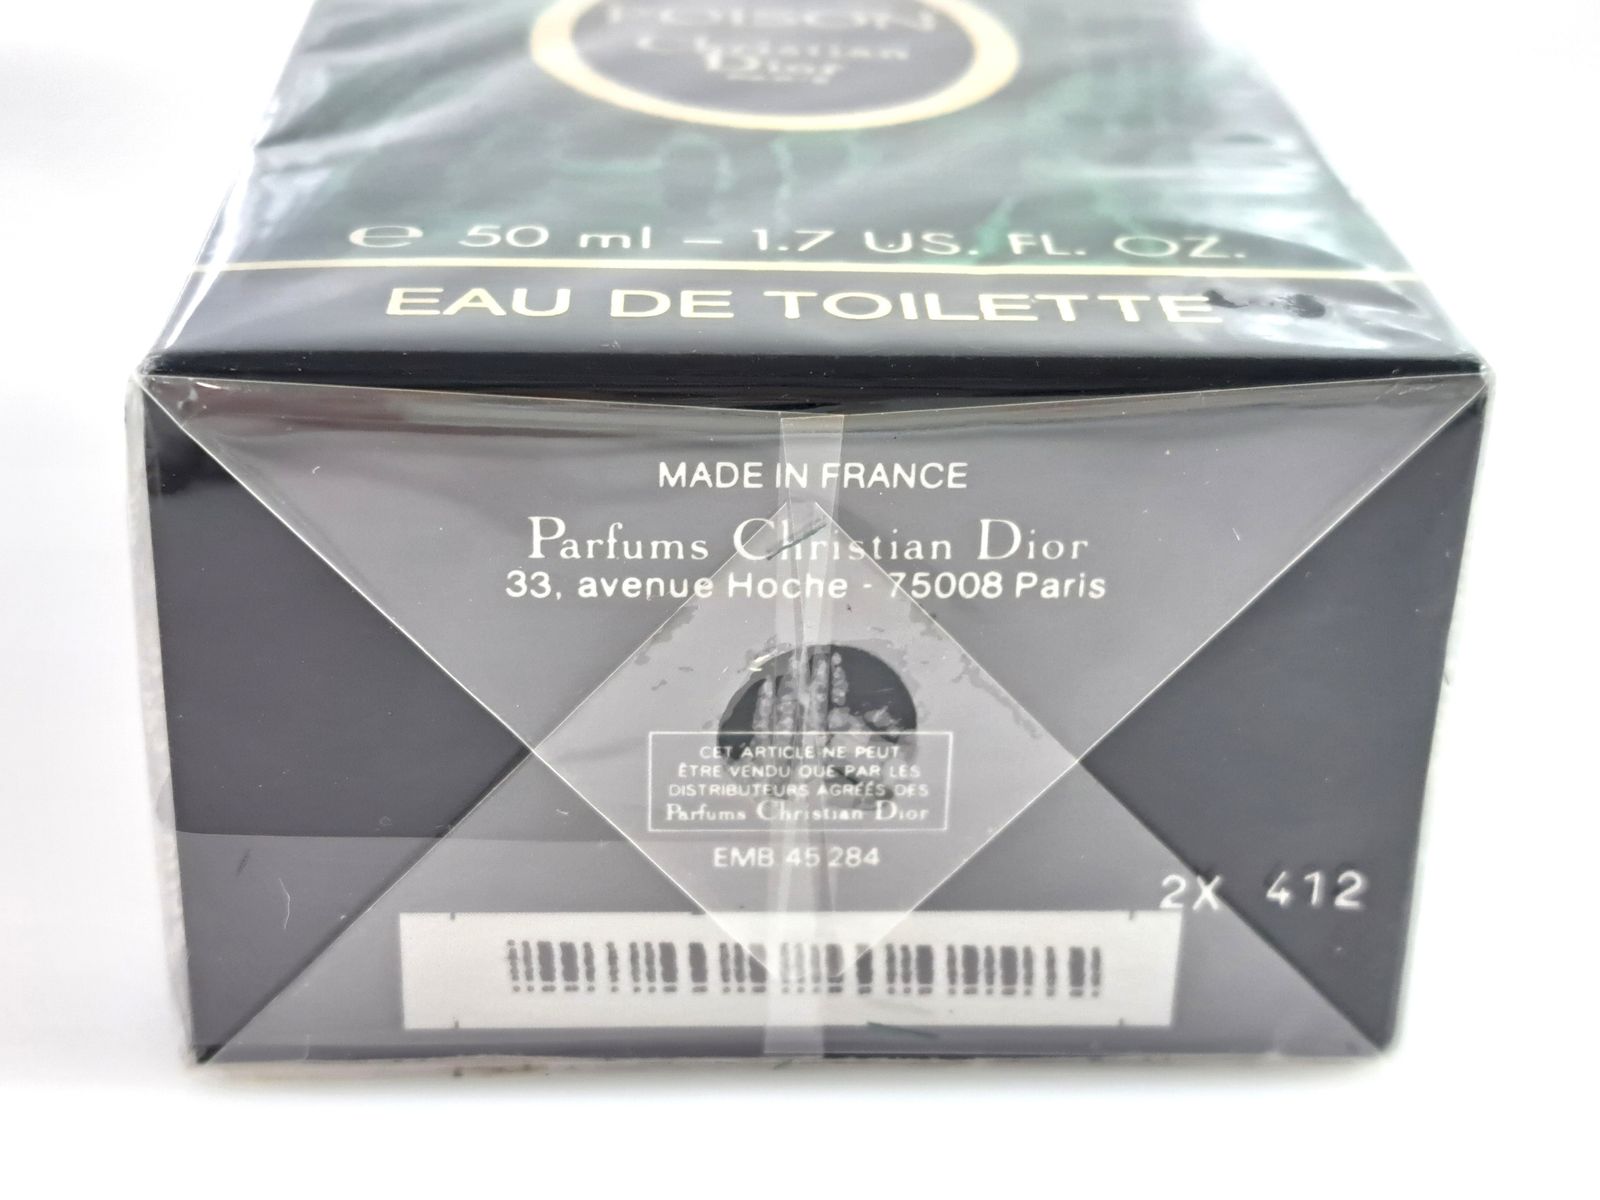 POISON
Christian
Dior
℮ 50 ml – 1.7 US. FL. OZ.
EAU DE TOILETTE
MADE IN FRANCE
Parfums Christian Dior
33, avenue Hoche - 75008 Paris
CET ARTICLE NE PEUT
ÊTRE VENDU QUE PAR LES
DISTRIBUTEURS AGRÉÉS DES
Parfums Christian Dior
EMB 45 284
2X 412